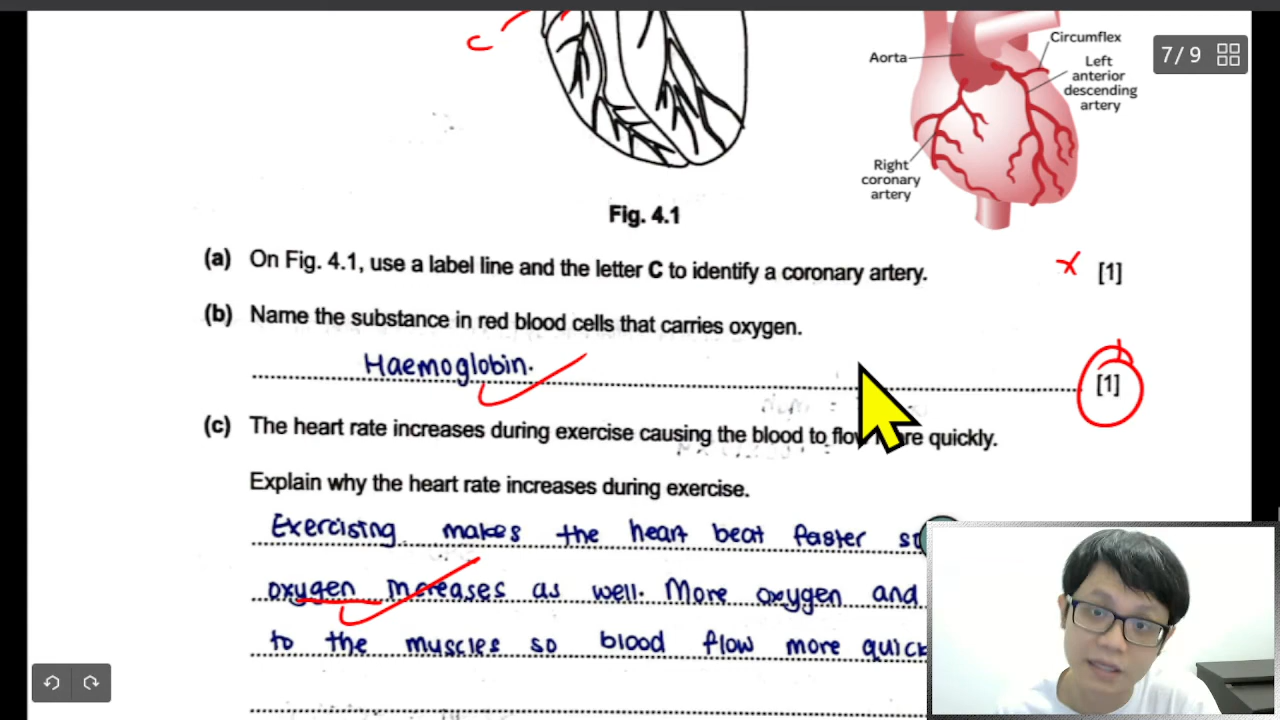 C
Circumflex
7/ 9
Aorta
Left
anterior
descending
artery
Right
coronary
artery
Fig. 4.1
(a) On Fig. 4.1, use a label line and the letter C to identify a coronary artery. [1]
(b) Name the substance in red blood cells that carries oxygen.
Haemoglobin. [1]
(c) The heart rate increases during exercise causing the blood to flow more quickly.
Explain why the heart rate increases during exercise.
Exercising makes the heart beat faster
oxygen increases as well. More oxygen and
to the muscles so blood flow more